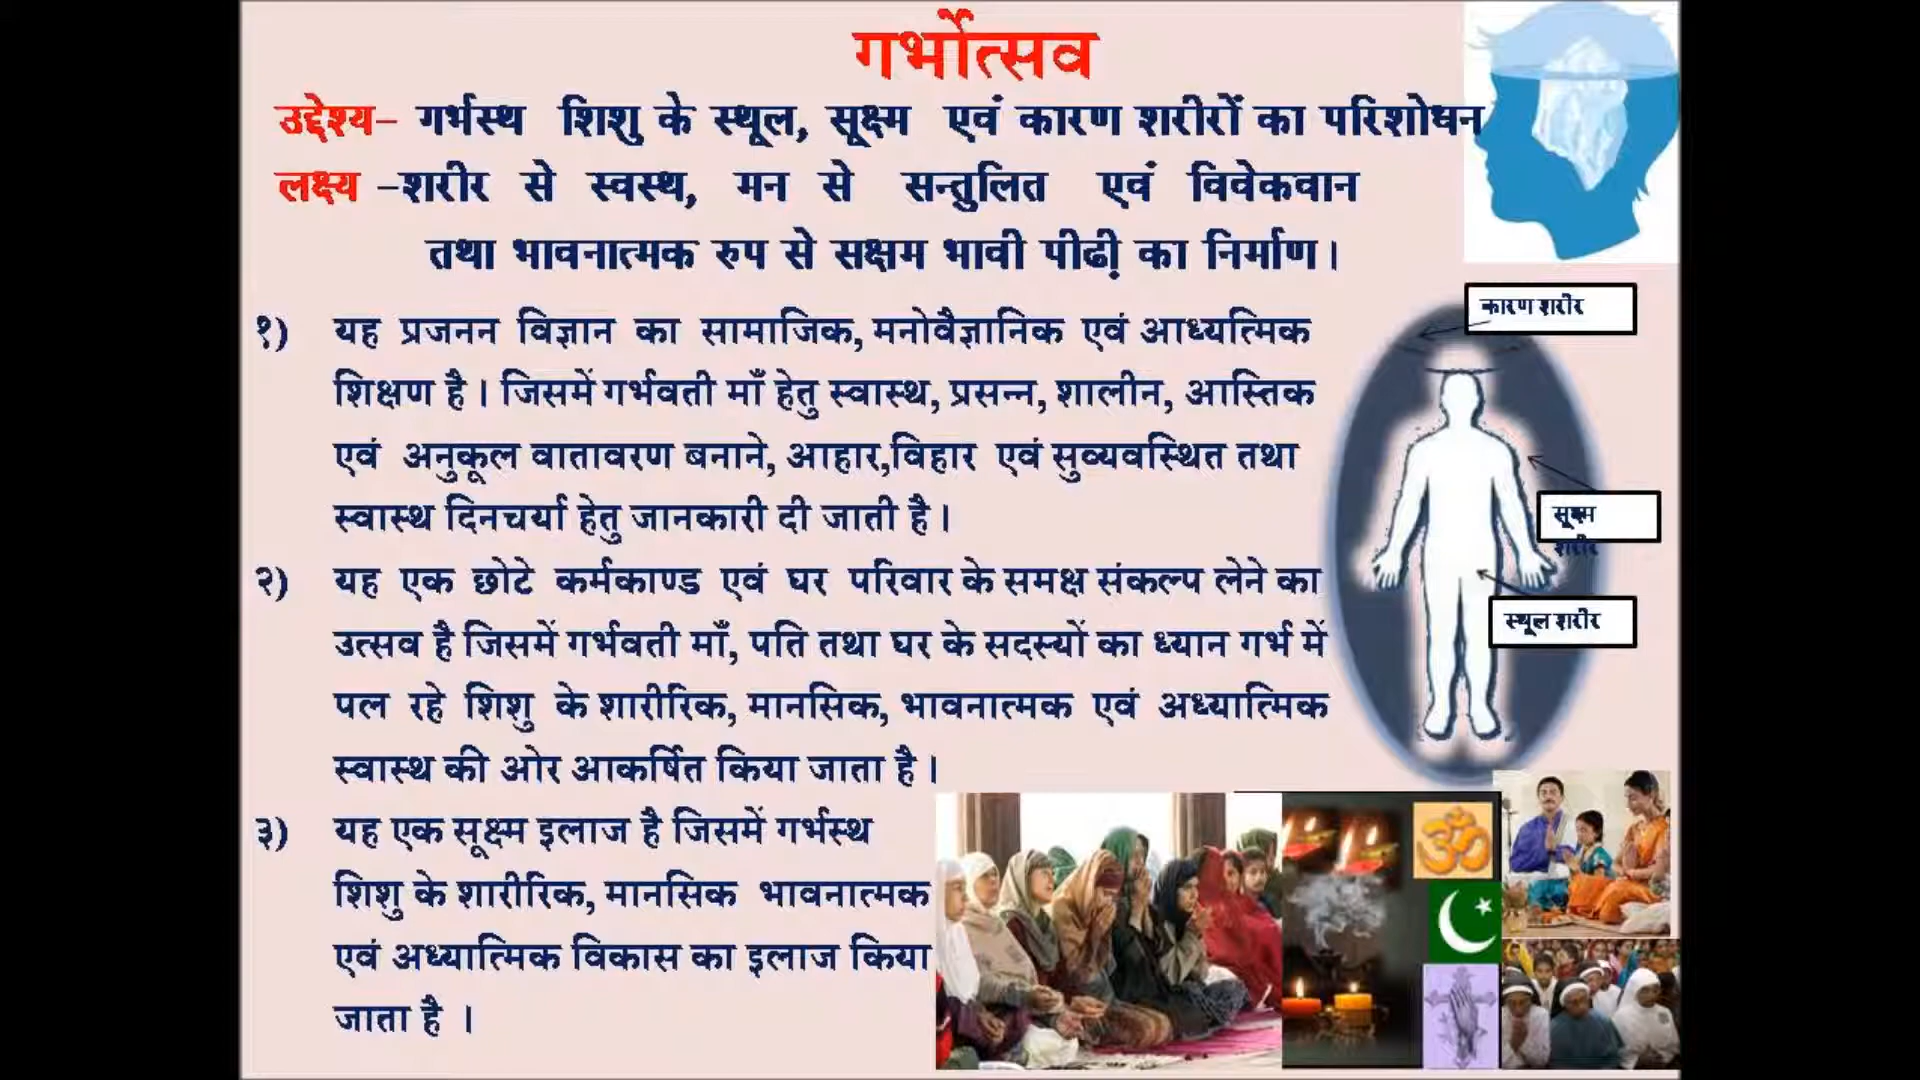 गर्भोत्सव
उद्देश्य– गर्भस्थ शिशु के स्थूल, सूक्ष्म एवं कारण शरीरों का परिशोधन
लक्ष्य –शरीर से स्वस्थ, मन से सन्तुलित एवं विवेकवान
तथा भावनात्मक रुप से सक्षम भावी पीढ़ी का निर्माण।
१) यह प्रजनन विज्ञान का सामाजिक, मनोवैज्ञानिक एवं आध्यत्मिक
शिक्षण है। जिसमें गर्भवती माँ हेतु स्वास्थ, प्रसन्न, शालीन, आस्तिक
एवं अनुकूल वातावरण बनाने, आहार,विहार एवं सुव्यवस्थित तथा
स्वास्थ दिनचर्या हेतु जानकारी दी जाती है।
२) यह एक छोटे कर्मकाण्ड एवं घर परिवार के समक्ष संकल्प लेने का
उत्सव है जिसमें गर्भवती माँ, पति तथा घर के सदस्यों का ध्यान गर्भ में
पल रहे शिशु के शारीरिक, मानसिक, भावनात्मक एवं अध्यात्मिक
स्वास्थ की ओर आकर्षित किया जाता है।
३) यह एक सूक्ष्म इलाज है जिसमें गर्भस्थ
शिशु के शारीरिक, मानसिक भावनात्मक
एवं अध्यात्मिक विकास का इलाज किया
जाता है ।
कारण शरीर
सूक्ष्म
शरीर
स्थूल शरीर
ॐ